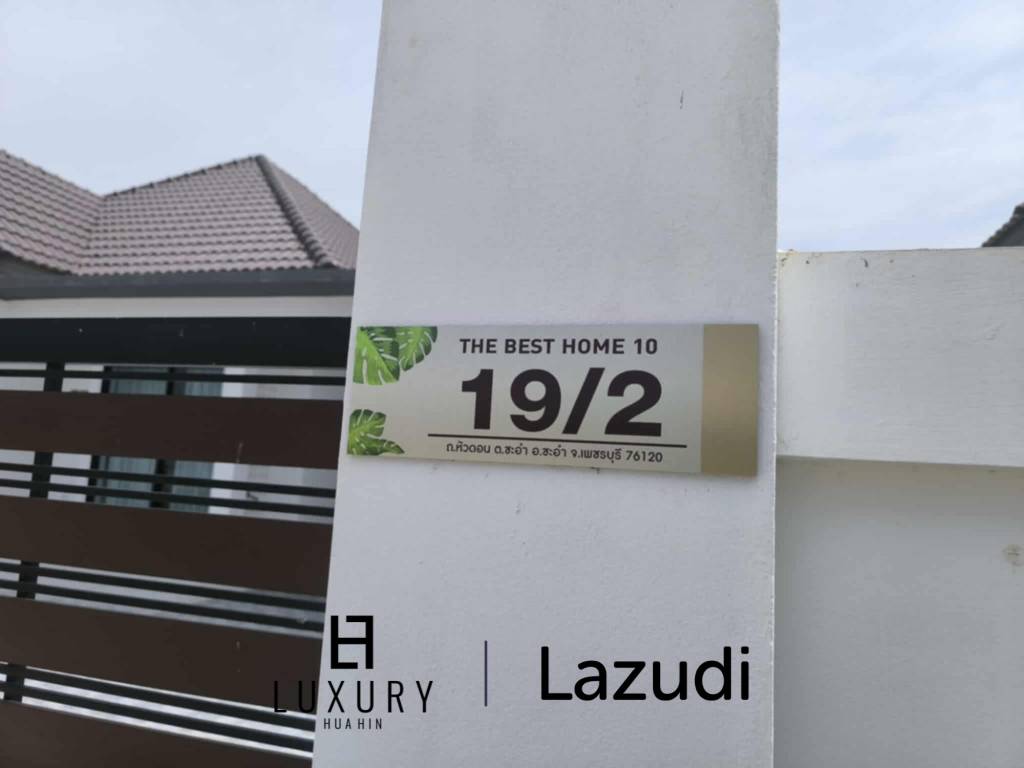 THE BEST HOME 10
19/2
ถ.หัวดอน ต.ชะอำ อ.ชะอำ จ.เพชรบุรี 76120
LUXURY
HUA HIN
Lazudi